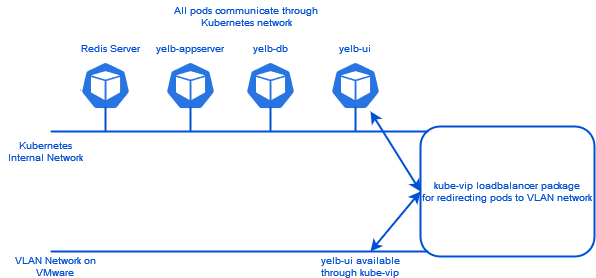 All pods communicate through
Kubernetes network
Redis Server
yelb-appserver
yelb-db
yelb-ui
Kubernetes
Internal Network
kube-vip loadbalancer package
for redirecting pods to VLAN network
VLAN Network on
VMware
yelb-ui available
through kube-vip